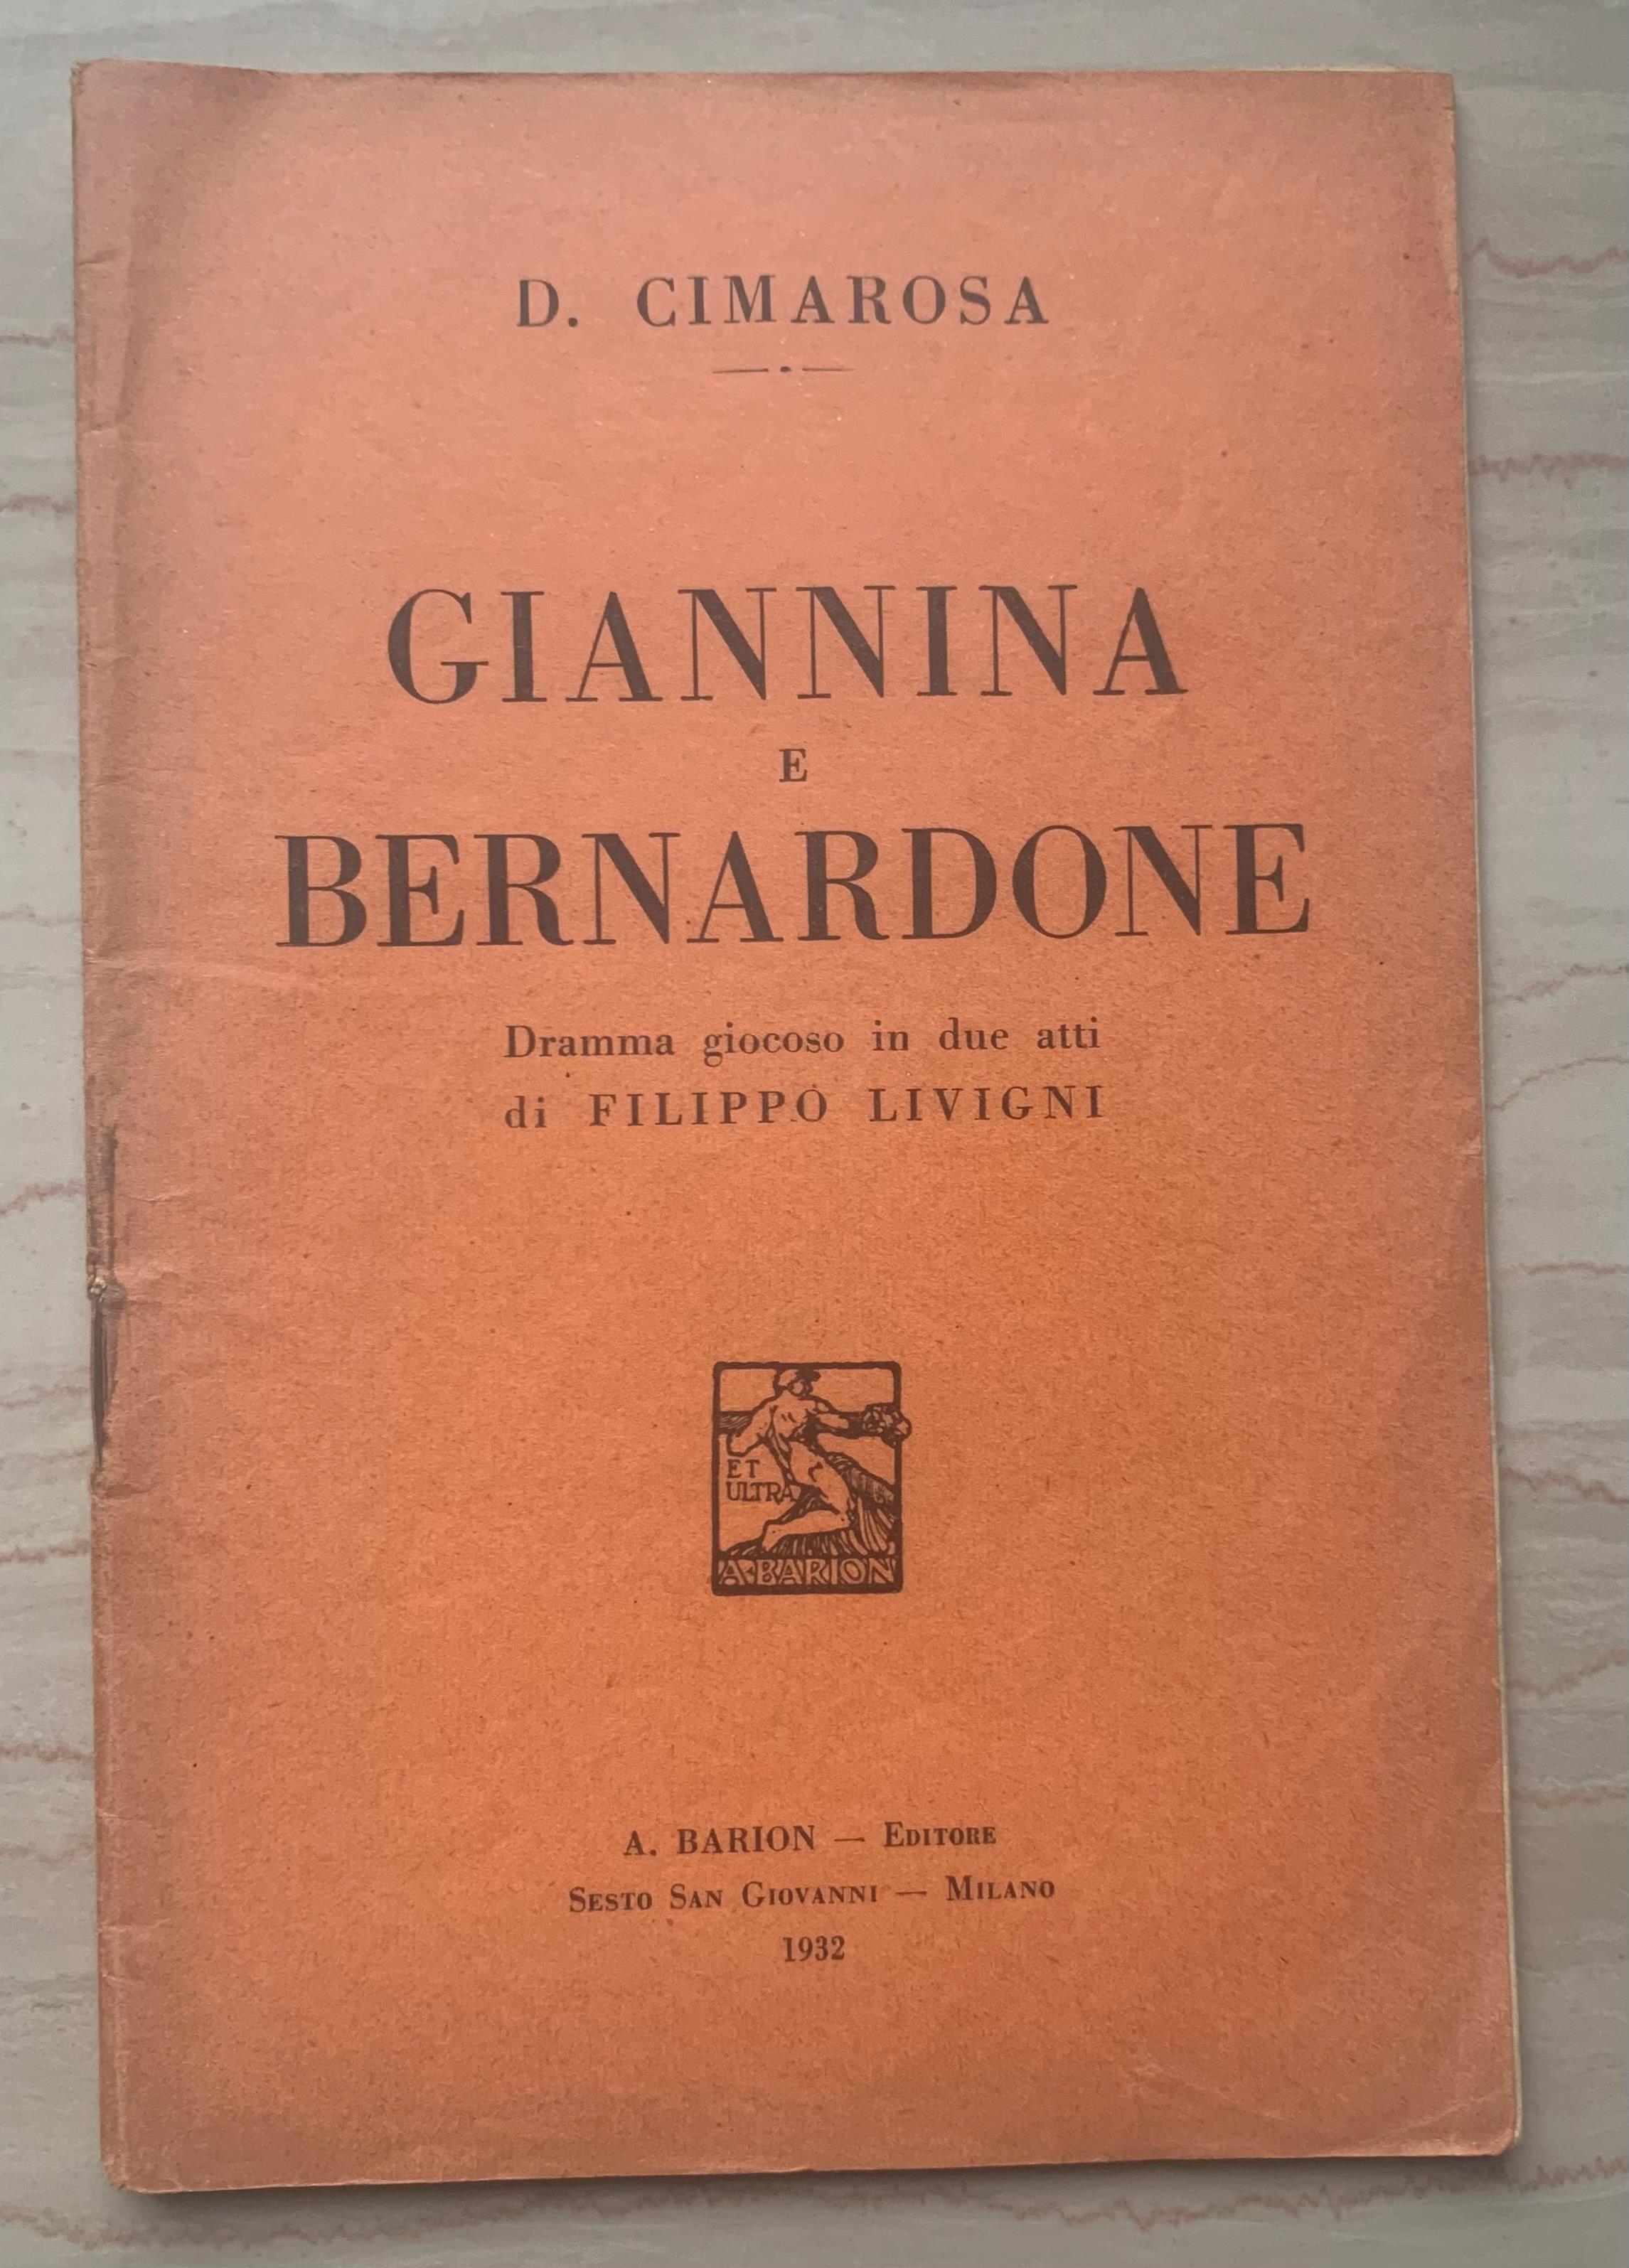 D. CIMAROSA
GIANNINA
E
BERNARDONE
Dramma giocoso in due atti
di FILIPPO LIVIGNI
ET
ULTRA
A·BARION
A. BARION — EDITORE
SESTO SAN GIOVANNI — MILANO
1932